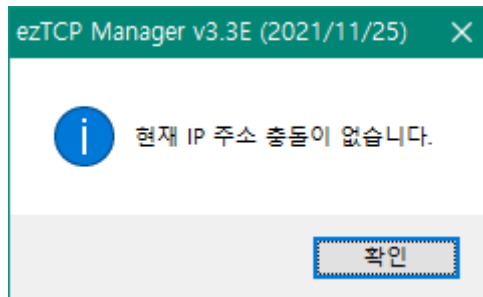 ezTCP Manager v3.3E (2021/11/25)
현재 IP 주소 충돌이 없습니다.
확인